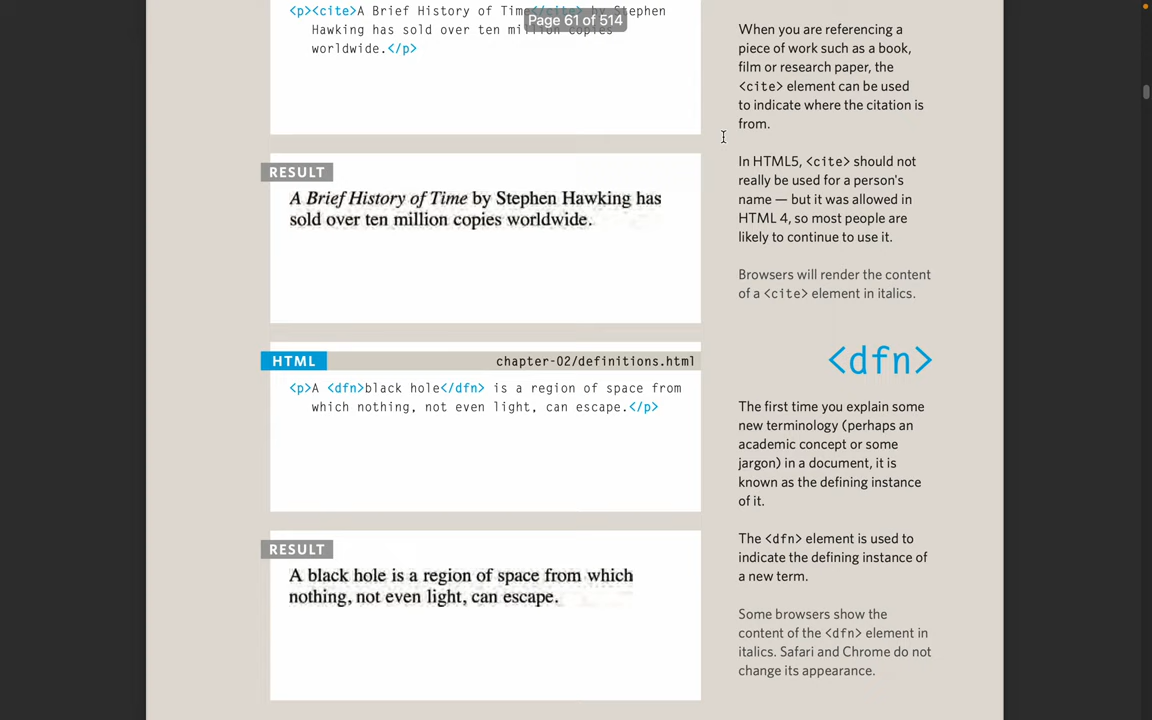 <p><cite>A Brief History of Time</cite> by Stephen
Hawking has sold over ten million copies
worldwide.</p>
Page 61 of 514
RESULT
A Brief History of Time by Stephen Hawking has
sold over ten million copies worldwide.
HTML
chapter-02/definitions.html
<p>A <dfn>black hole</dfn> is a region of space from
which nothing, not even light, can escape.</p>
RESULT
A black hole is a region of space from which
nothing, not even light, can escape.
When you are referencing a
piece of work such as a book,
film or research paper, the
<cite> element can be used
to indicate where the citation is
from.
In HTML5, <cite> should not
really be used for a person's
name — but it was allowed in
HTML 4, so most people are
likely to continue to use it.
Browsers will render the content
of a <cite> element in italics.
<dfn>
The first time you explain some
new terminology (perhaps an
academic concept or some
jargon) in a document, it is
known as the defining instance
of it.
The <dfn> element is used to
indicate the defining instance of
a new term.
Some browsers show the
content of the <dfn> element in
italics. Safari and Chrome do not
change its appearance.